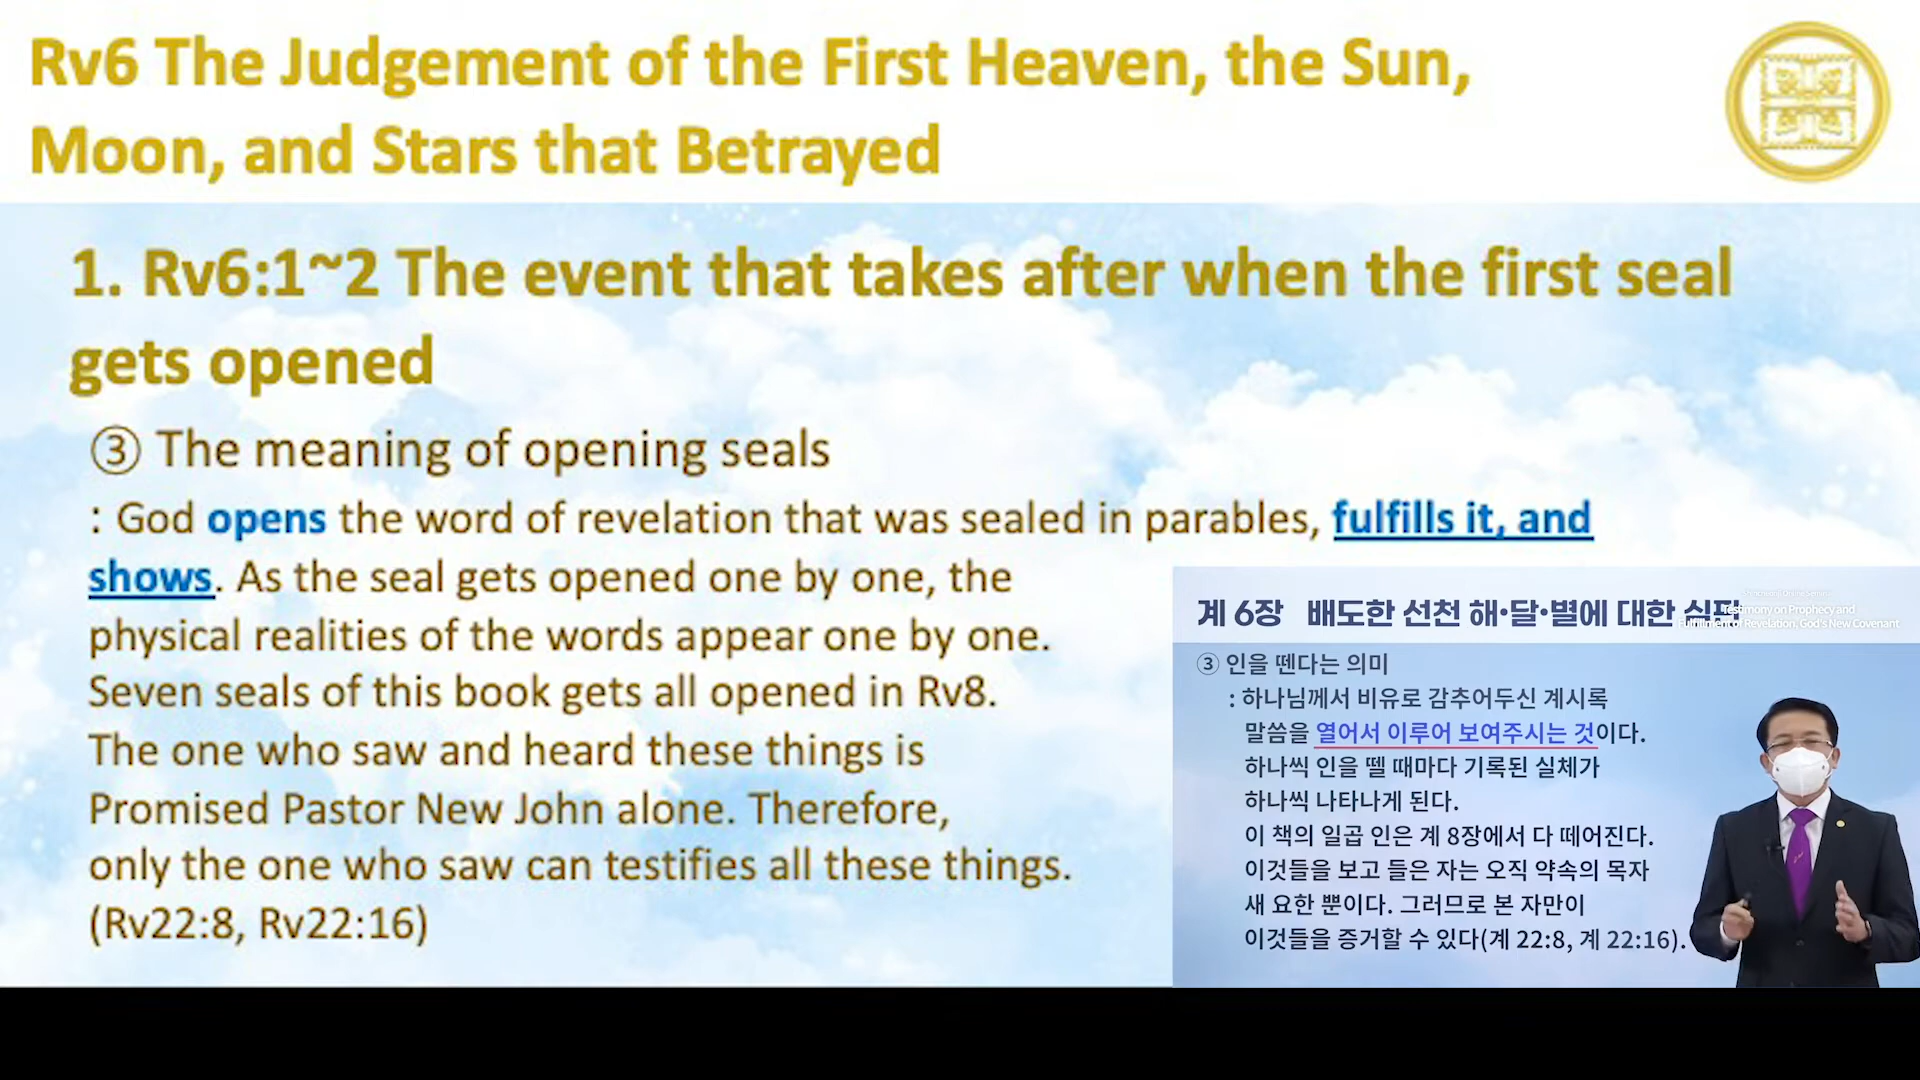 Rv6 The Judgement of the First Heaven, the Sun,
Moon, and Stars that Betrayed
1. Rv6:1~2 The event that takes after when the first seal
gets opened
③ The meaning of opening seals
: God opens the word of revelation that was sealed in parables, fulfills it, and
shows. As the seal gets opened one by one, the
physical realities of the words appear one by one.
Seven seals of this book gets all opened in Rv8.
The one who saw and heard these things is
Promised Pastor New John alone. Therefore,
only the one who saw can testifies all these things.
(Rv22:8, Rv22:16)
계 6장 배도한 선천 해·달·별에 대한 심판
Testimony on Prophecy and
Fulfillment of Revelation, God's New Covenant
③ 인을 뗀다는 의미
: 하나님께서 비유로 감추어두신 계시록
말씀을 열어서 이루어 보여주시는 것이다.
하나씩 인을 뗄 때마다 기록된 실체가
하나씩 나타나게 된다.
이 책의 일곱 인은 계 8장에서 다 떼어진다.
이것들을 보고 들은 자는 오직 약속의 목자
새 요한 뿐이다. 그러므로 본 자만이
이것들을 증거할 수 있다(계 22:8, 계 22:16).